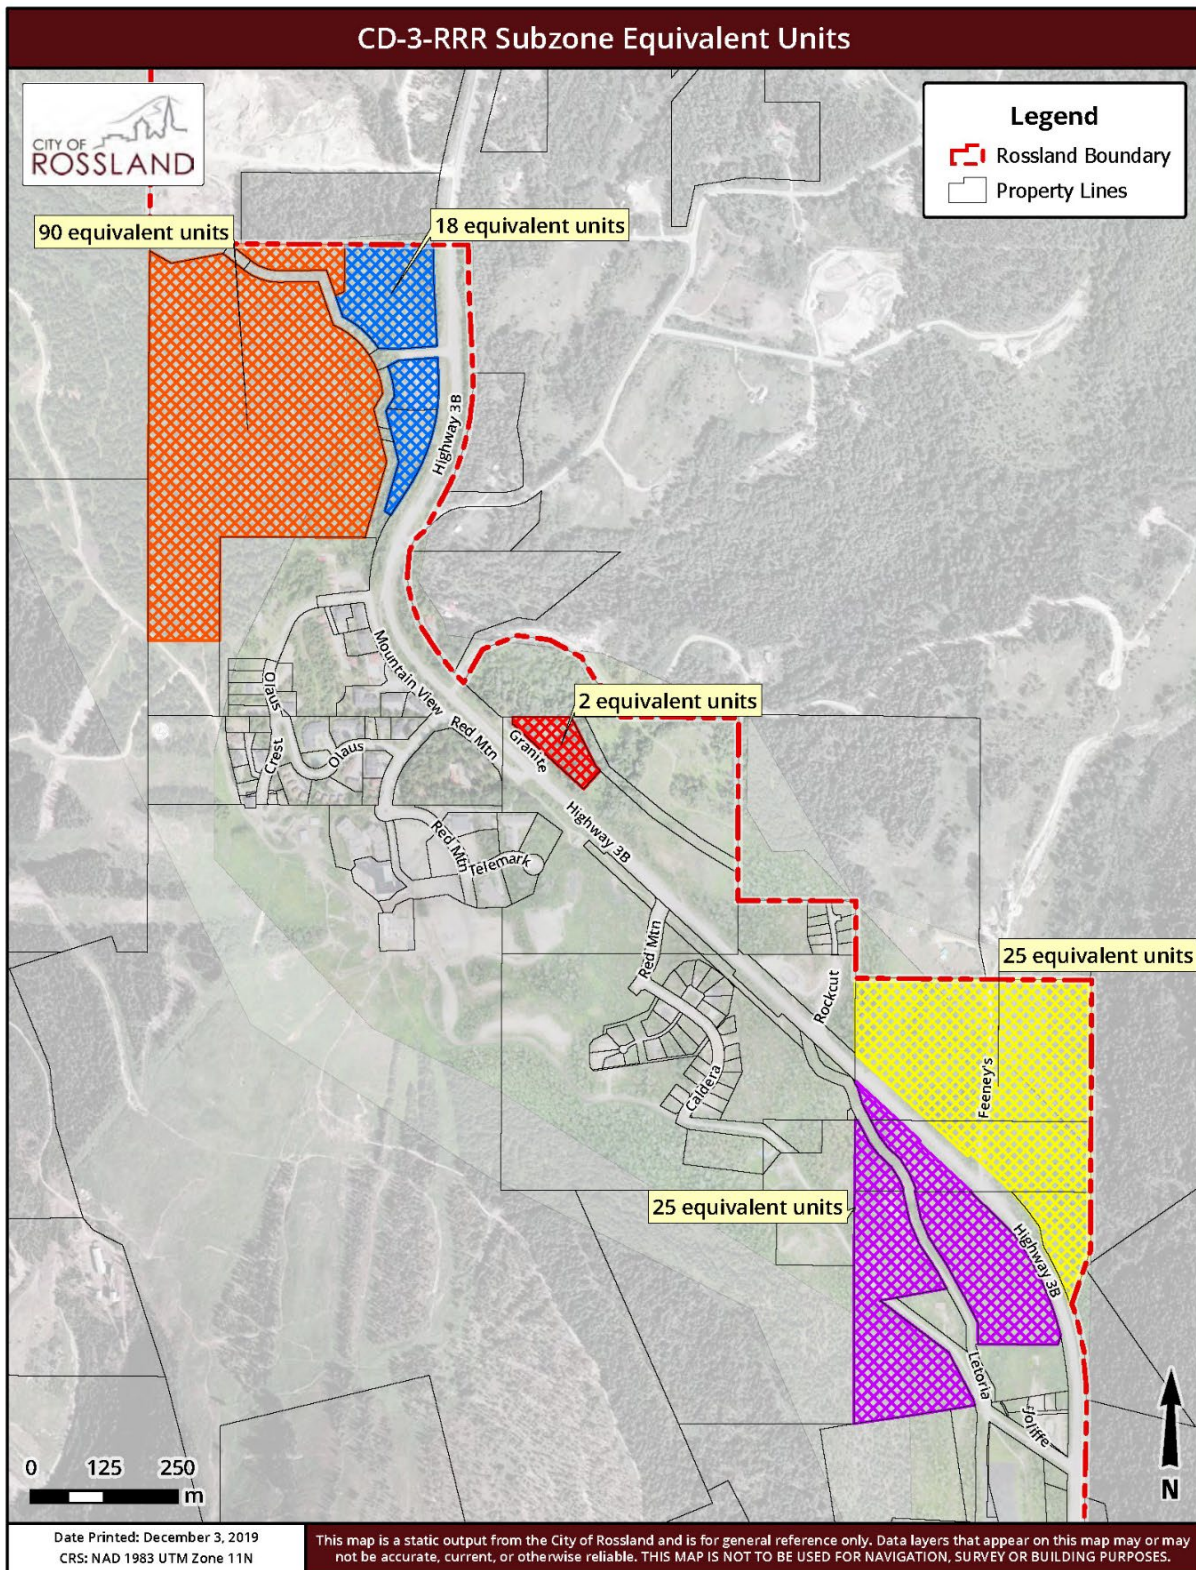 CD-3-RRR Subzone Equivalent Units
CITY OF
ROSSLAND
Legend
Rossland Boundary
Property Lines
90 equivalent units
18 equivalent units
Highway 3B
Mountain View
Olaus
Crest
Olaus
Red Mtn
Granite
2 equivalent units
Highway 3B
Red Mtn
Telemark
Red Mtn
Rockcut
Caldera
25 equivalent units
Feeney's
25 equivalent units
Highway 3B
Letoria
Joliffe
0 125 250
m
N
Date Printed: December 3, 2019
CRS: NAD 1983 UTM Zone 11N
This map is a static output from the City of Rossland and is for general reference only. Data layers that appear on this map may or may
not be accurate, current, or otherwise reliable. THIS MAP IS NOT TO BE USED FOR NAVIGATION, SURVEY OR BUILDING PURPOSES.